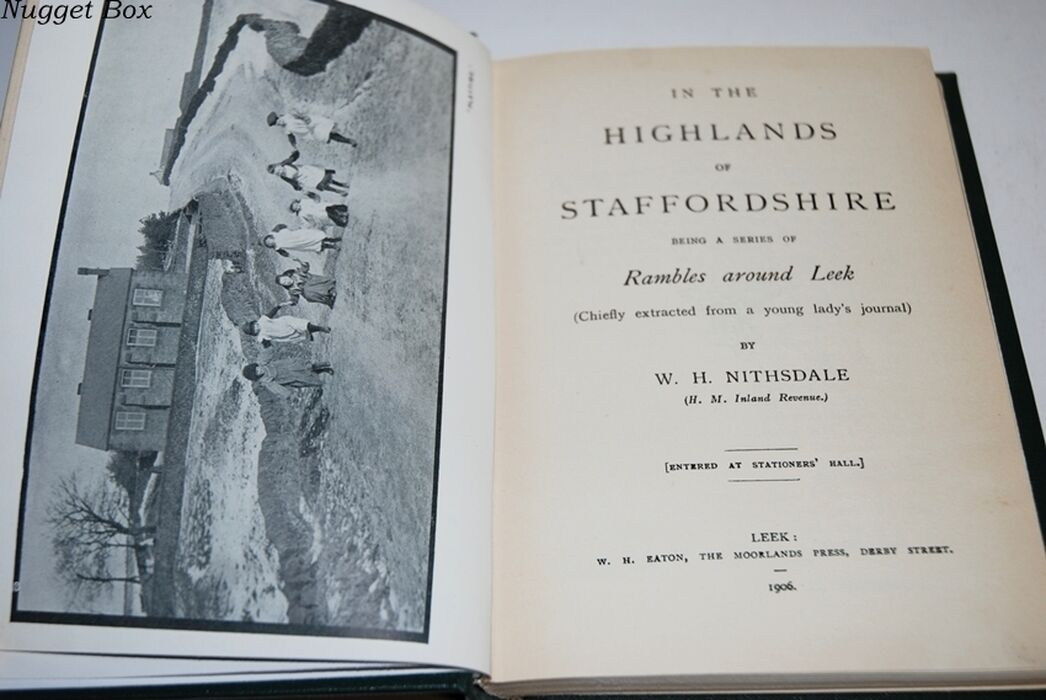 Nugget Box
IN THE
HIGHLANDS
OF
STAFFORDSHIRE
BEING A SERIES OF
Rambles around Leek
(Chiefly extracted from a young lady's journal)
BY
W. H. NITHSDALE
(H. M. Inland Revenue.)
[ENTERED AT STATIONERS' HALL.]
LEEK:
W. H. EATON, THE MOORLANDS PRESS, DERBY STREET.
1906.